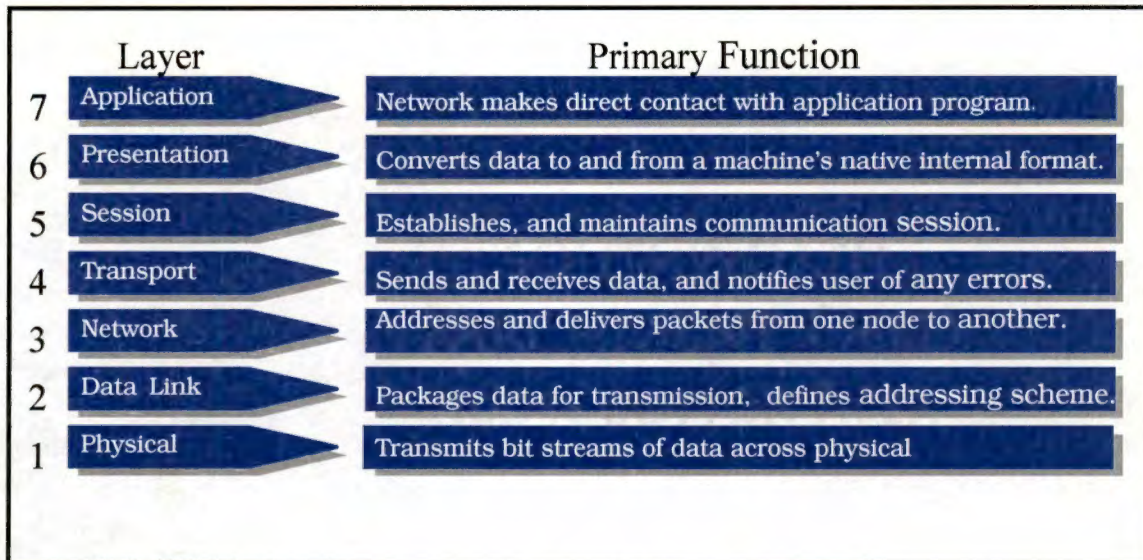 Layer Primary Function
7 Application Network makes direct contact with application program.
6 Presentation Converts data to and from a machine's native internal format.
5 Session Establishes, and maintains communication session.
4 Transport Sends and receives data, and notifies user of any errors.
3 Network Addresses and delivers packets from one node to another.
2 Data Link Packages data for transmission, defines addressing scheme.
1 Physical Transmits bit streams of data across physical